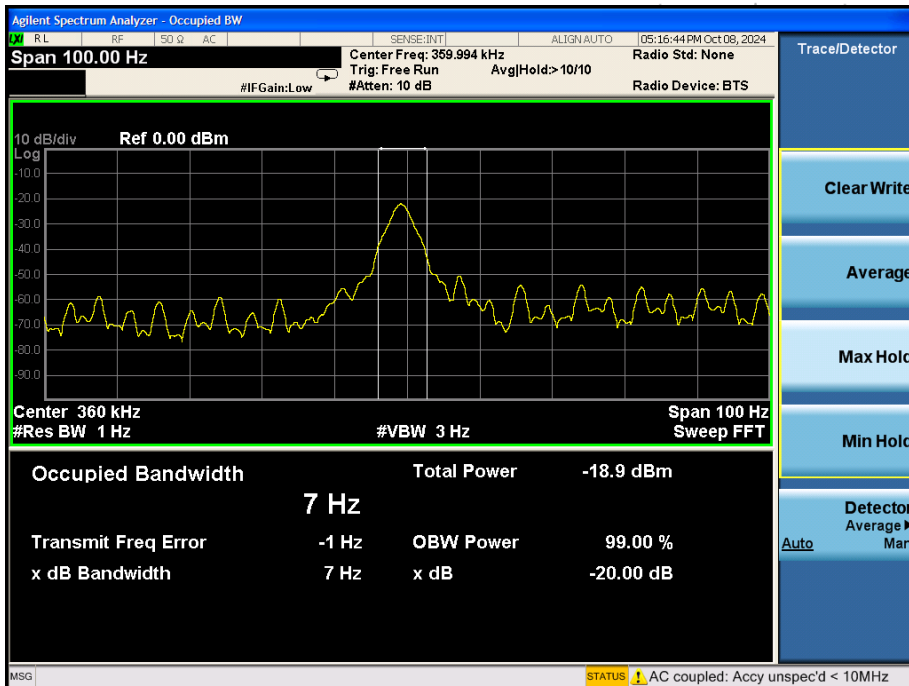 Agilent Spectrum Analyzer - Occupied BW
LXI RL RF 50 Ω AC SENSE:INT ALIGN AUTO 05:16:44 PM Oct 08, 2024
Span 100.00 Hz
Center Freq: 359.994 kHz Radio Std: None
Trig: Free Run Avg|Hold:>10/10
#IFGain:Low #Atten: 10 dB Radio Device: BTS
Trace/Detector
10 dB/div Ref 0.00 dBm
Log
-10.0
-20.0
-30.0
-40.0
-50.0
-60.0
-70.0
-80.0
-90.0
Center 360 kHz Span 100 Hz
#Res BW 1 Hz #VBW 3 Hz Sweep FFT
Clear Write
Average
Max Hold
Min Hold
Detector
Average
Auto Man
Occupied Bandwidth Total Power -18.9 dBm
7 Hz
Transmit Freq Error -1 Hz OBW Power 99.00 %
x dB Bandwidth 7 Hz x dB -20.00 dB
MSG STATUS AC coupled: Accy unspec'd < 10MHz